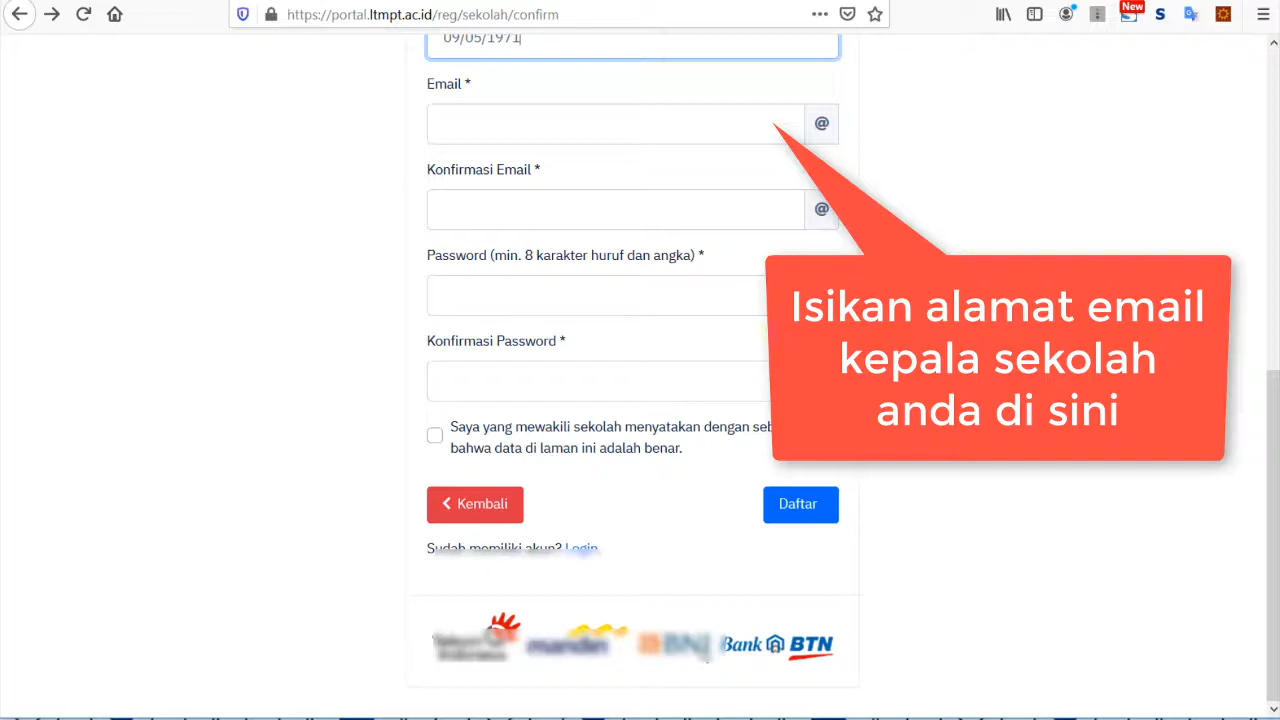 https://portal.ltmpt.ac.id/reg/sekolah/confirm
New
S
09/05/1971
Email *
@
Konfirmasi Email *
@
Password (min. 8 karakter huruf dan angka) *
Isikan alamat email
kepala sekolah
anda di sini
Konfirmasi Password *
Saya yang mewakili sekolah menyatakan dengan
bahwa data di laman ini adalah benar.
Kembali
Daftar
Sudah memiliki akun? Login
mandiri BNI Bank BTN